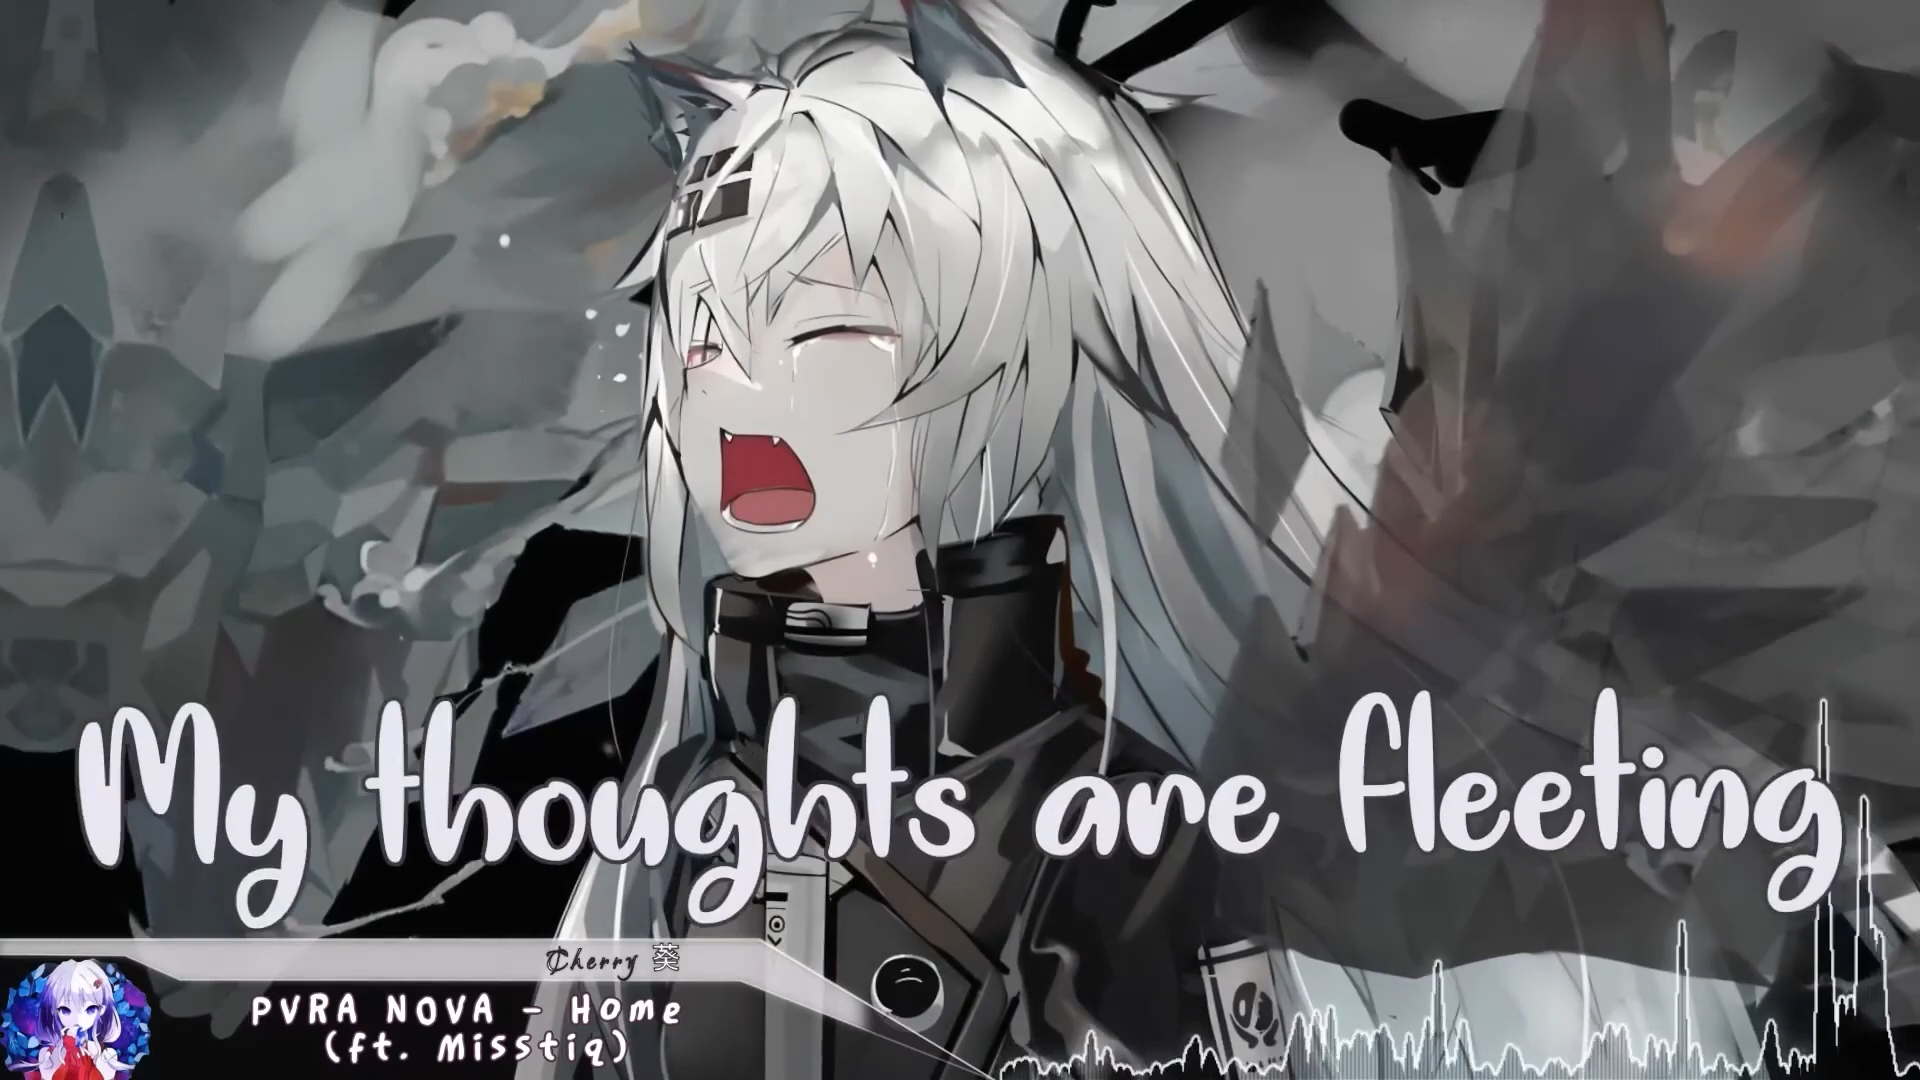 My thoughts are fleeting
Cherry 葵
PVRA NOVA - Home
(ft. Misstiq)